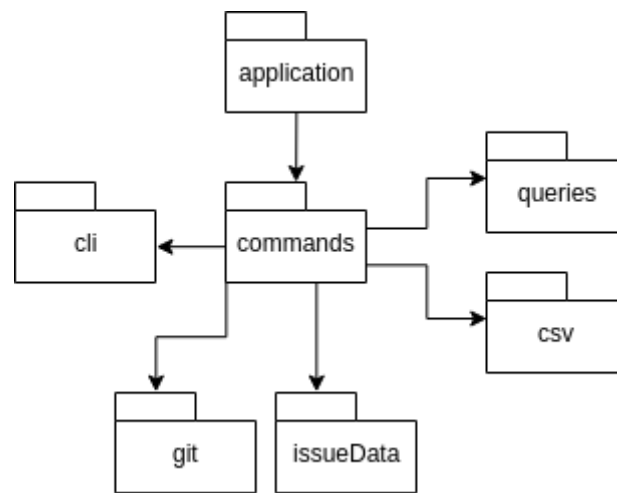 application
queries
cli
commands
csv
git
issueData